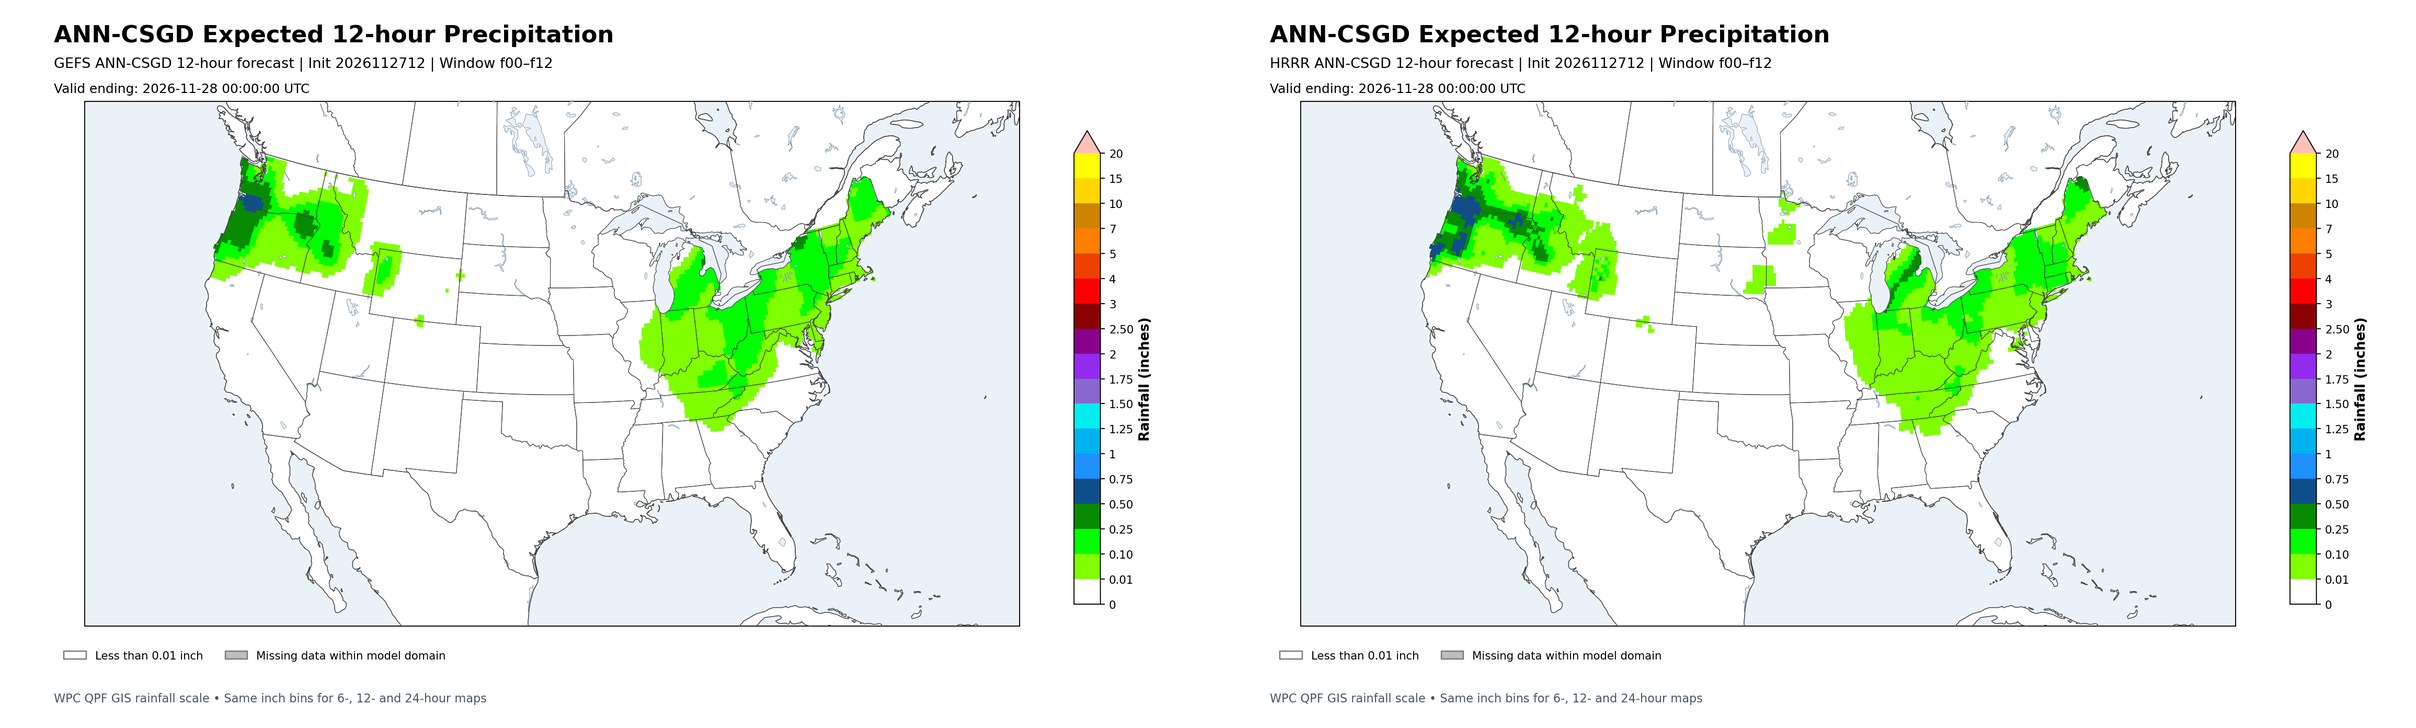 ANN-CSGD Expected 12-hour Precipitation
GEFS ANN-CSGD 12-hour forecast | Init 2026112712 | Window f00–f12
Valid ending: 2026-11-28 00:00:00 UTC
20
15
10
7
5
4
3
2.50
2
1.75
1.50
1.25
1
0.75
0.50
0.25
0.10
0.01
0
Rainfall (inches)
Less than 0.01 inch
Missing data within model domain
WPC QPF GIS rainfall scale • Same inch bins for 6-, 12- and 24-hour maps
ANN-CSGD Expected 12-hour Precipitation
HRRR ANN-CSGD 12-hour forecast | Init 2026112712 | Window f00–f12
Valid ending: 2026-11-28 00:00:00 UTC
20
15
10
7
5
4
3
2.50
2
1.75
1.50
1.25
1
0.75
0.50
0.25
0.10
0.01
0
Rainfall (inches)
Less than 0.01 inch
Missing data within model domain
WPC QPF GIS rainfall scale • Same inch bins for 6-, 12- and 24-hour maps